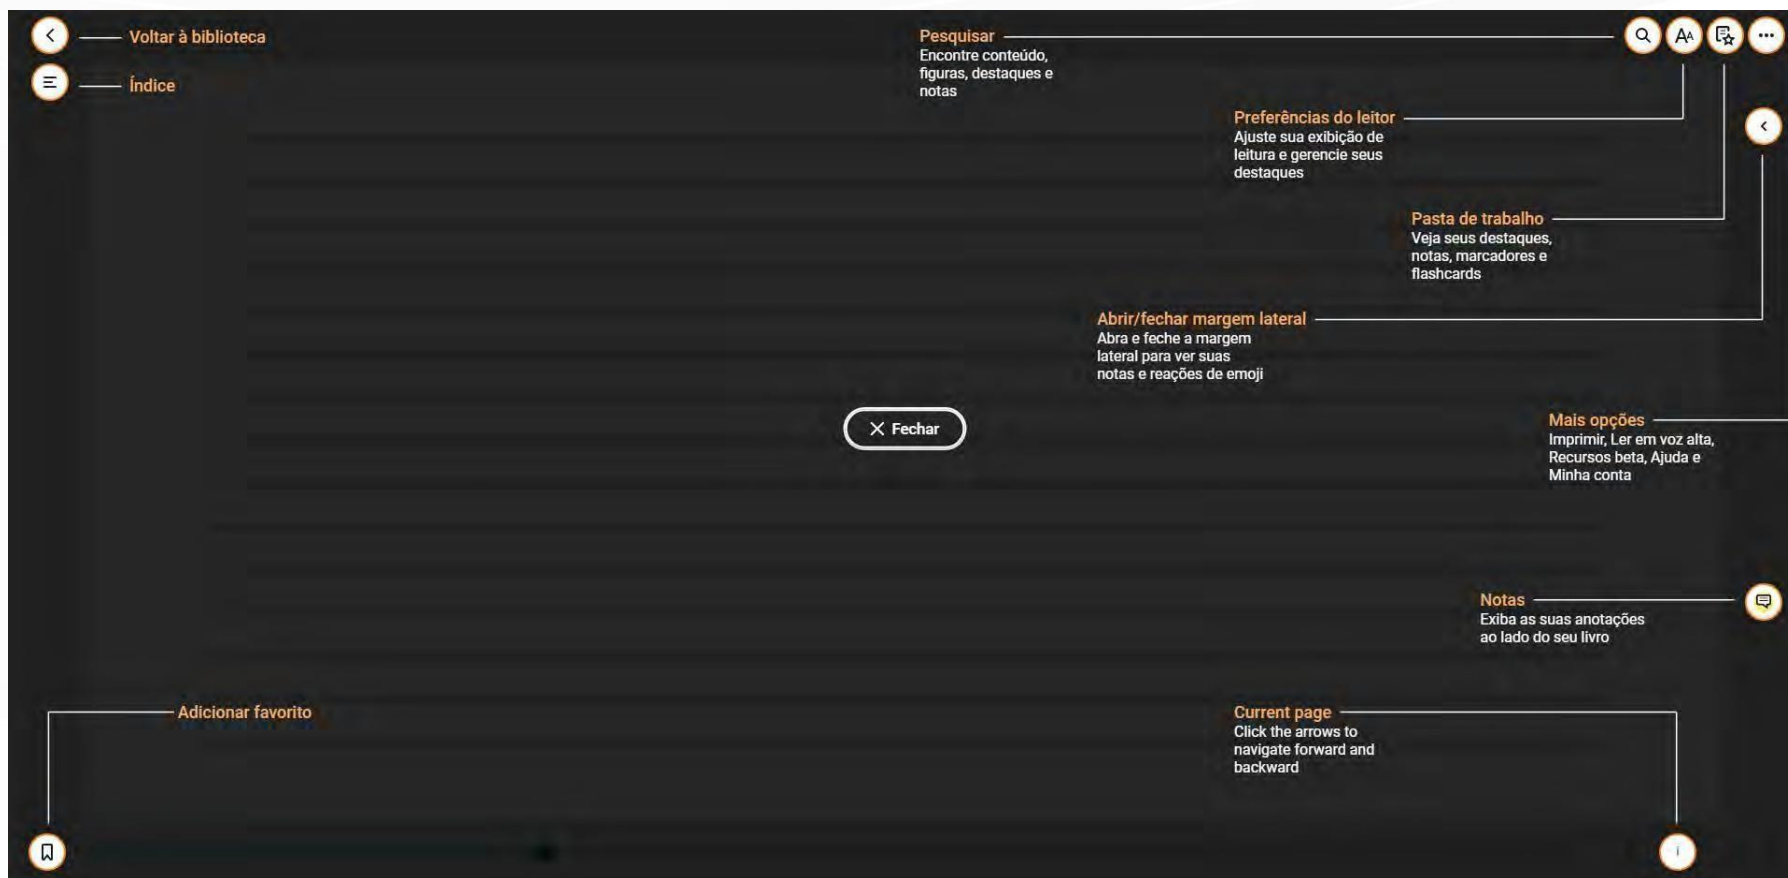 Voltar à biblioteca
Índice
Pesquisar
Encontre conteúdo,
figuras, destaques e
notas
AA
Preferências do leitor
Ajuste sua exibição de
leitura e gerencie seus
destaques
Pasta de trabalho
Veja seus destaques,
notas, marcadores e
flashcards
Abrir/fechar margem lateral
Abra e feche a margem
lateral para ver suas
notas e reações de emoji
Fechar
Mais opções
Imprimir, Ler em voz alta,
Recursos beta, Ajuda e
Minha conta
Notas
Exiba as suas anotações
ao lado do seu livro
Adicionar favorito
Current page
Click the arrows to
navigate forward and
backward
i